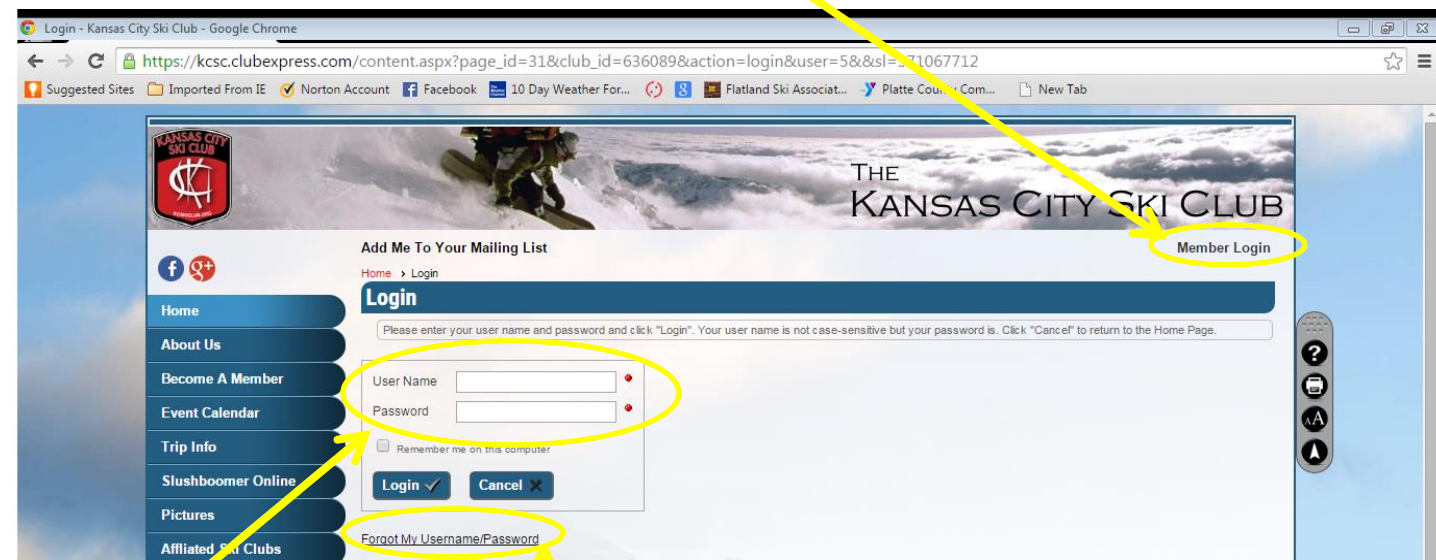 Login - Kansas City Ski Club - Google Chrome
https://kcsc.clubexpress.com/content.aspx?page_id=31&club_id=636089&action=login&user=5&&sl=571067712
Suggested Sites Imported From IE Norton Account Facebook 10 Day Weather For... 8 Flatland Ski Associat... Platte County Com... New Tab
KANSAS CITY
SKI CLUB
KC
THE
KANSAS CITY SKI CLUB
Add Me To Your Mailing List Member Login
f g+
Home › Login
Login
Please enter your user name and password and click "Login". Your user name is not case-sensitive but your password is. Click "Cancel" to return to the Home Page.
Home
About Us
Become A Member
Event Calendar
Trip Info
Slushboomer Online
Pictures
Affliated Ski Clubs
User Name
Password
Remember me on this computer
Login Cancel
Forgot My Username/Password
?
AA